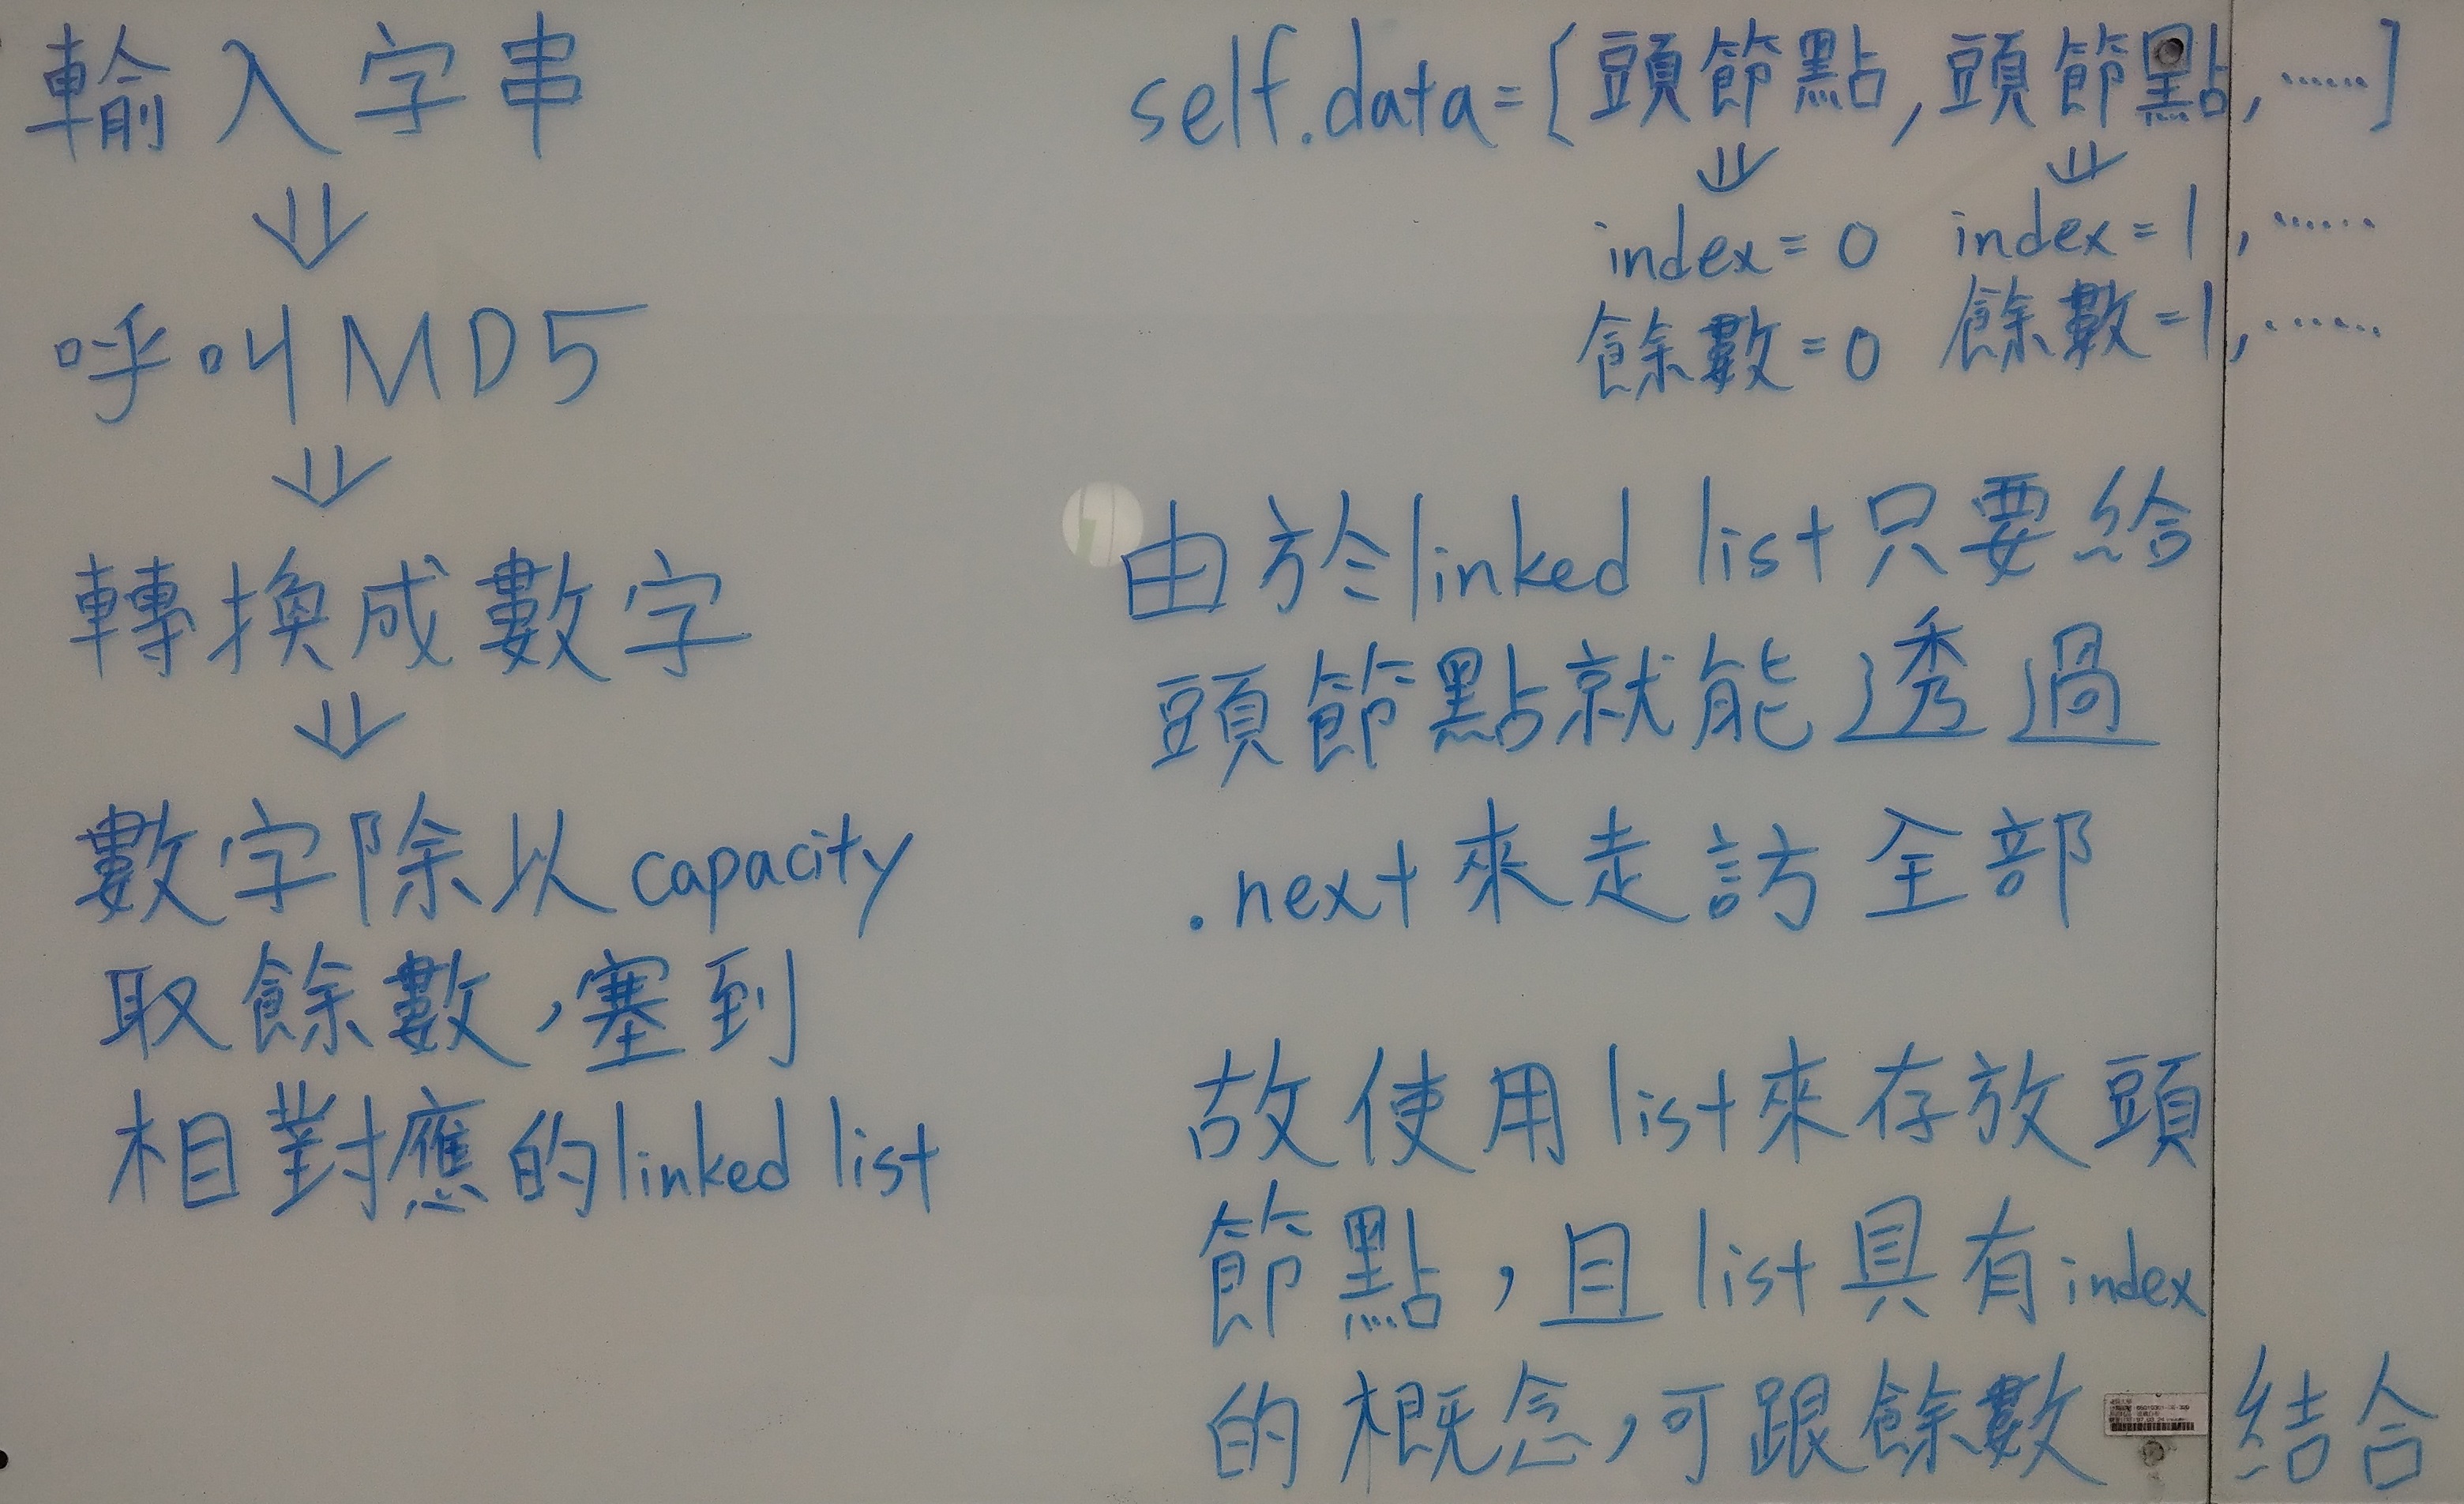 輸入字串
⇓
呼叫MD5
⇓
轉換成數字
⇓
數字除以capacity
取餘數,塞到
相對應的linked list
self.data=[頭節點,頭節點,……]
⇓ ⇓
index=0 index=1,……
餘數=0 餘數=1,……
由於linked list只要給
頭節點就能透過
.next來走訪全部
故使用list來存放頭
節點,且list具有index
的概念,可跟餘數 結合